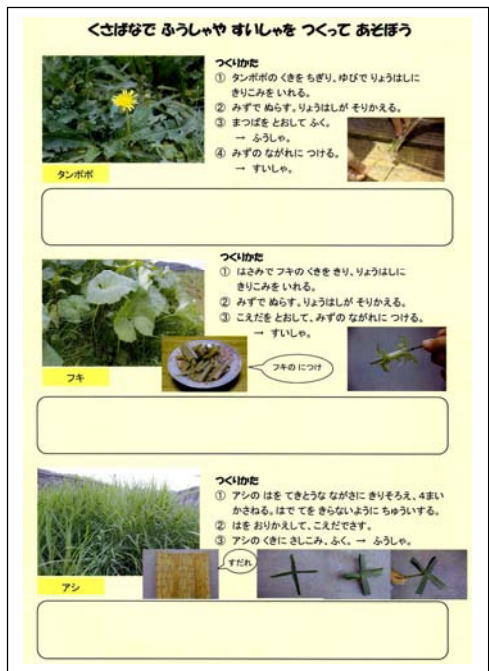 くさばなで ふうしゃや すいしゃを つくって あそぼう
つくりかた
① タンポポの くきを ちぎり、ゆびで りょうはしに
きりこみを いれる。
② みずで ぬらす。りょうはしが そりかえる。
③ まつばを とおして ふく。
→ ふうしゃ。
④ みずの ながれに つける。
→ すいしゃ。
タンポポ
つくりかた
① はさみで フキの くきを きり、りょうはしに
きりこみを いれる。
② みずで ぬらす。りょうはしが そりかえる。
③ こえだを とおして、みずの ながれに つける。
→ すいしゃ。
フキの につけ
フキ
つくりかた
① アシの はを てきとうな ながさに きりそろえ、4まい
かさねる。はで てを きらないように ちゅういする。
② はを おりかえして、こえだでさす。
③ アシのくきに さしこみ、ふく。 → ふうしゃ。
すだれ
アシ